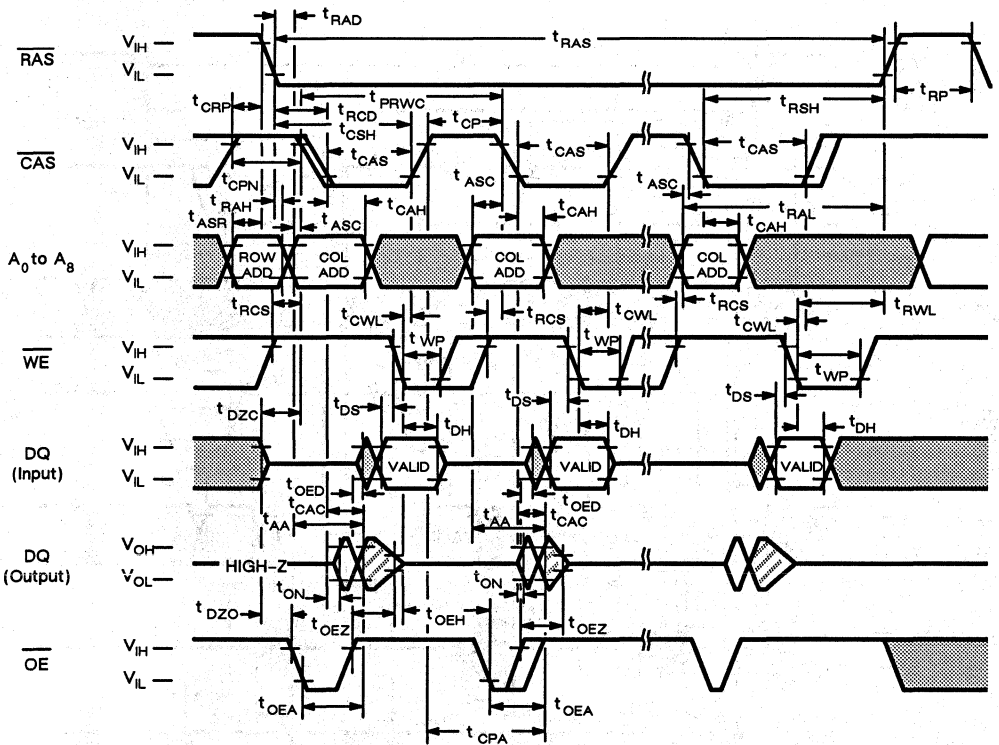 tRAD
RAS
VIH
tRAS
VIL
tCRP
tPRWC
tRCD
tCSH
tCP
tRSH
tRP
CAS
VIH
VIL
tCAS
tCAS
tCAS
tCPN
tASC
tASC
tRAH
tASR
tASC
tCAH
tCAH
tRAL
tCAH
A0 to A8
VIH
VIL
ROW ADD
COL ADD
COL ADD
COL ADD
tRCS
tCWL
tRCS
tCWL
tRCS
tCWL
tRWL
WE
VIH
VIL
tWP
tWP
tWP
tDZC
tDS
tDH
tDS
tDH
tDS
tDH
DQ
(Input)
VIH
VIL
VALID
VALID
VALID
tOED
tCAC
tAA
tOED
tCAC
tAA
DQ
(Output)
VOH
VOL
HIGH-Z
tON
tON
tDZO
tOEZ
tOEH
tOEZ
OE
VIH
VIL
tOEA
tOEA
tCPA